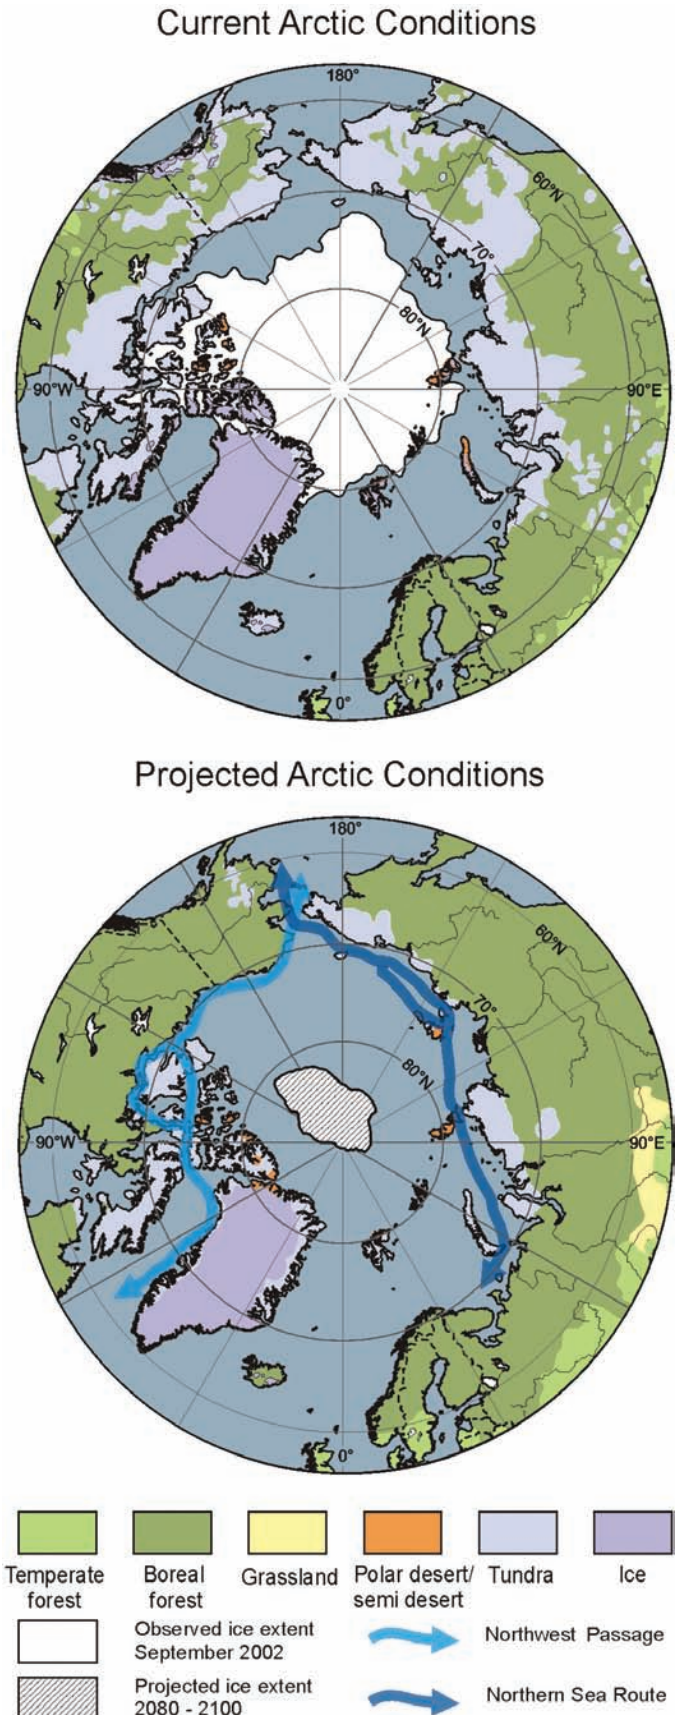 Current Arctic Conditions
180°
60°N
70°
80°N
90°W
90°E
0°
Projected Arctic Conditions
180°
60°N
70°
80°N
90°W
90°E
0°
Temperate forest
Boreal forest
Grassland
Polar desert/ semi desert
Tundra
Ice
Observed ice extent
September 2002
Northwest Passage
Projected ice extent
2080 - 2100
Northern Sea Route